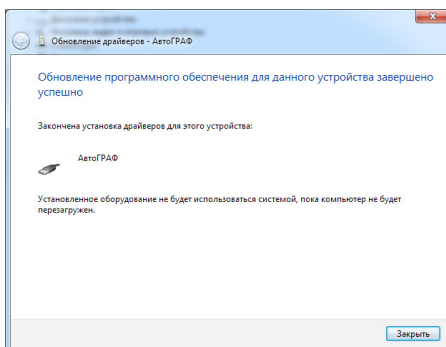 Обновление драйверов - АвтоГРАФ
Обновление программного обеспечения для данного устройства завершено
успешно
Закончена установка драйверов для этого устройства:
АвтоГРАФ
Установленное оборудование не будет использоваться системой, пока компьютер не будет
перезагружен.
Закрыть